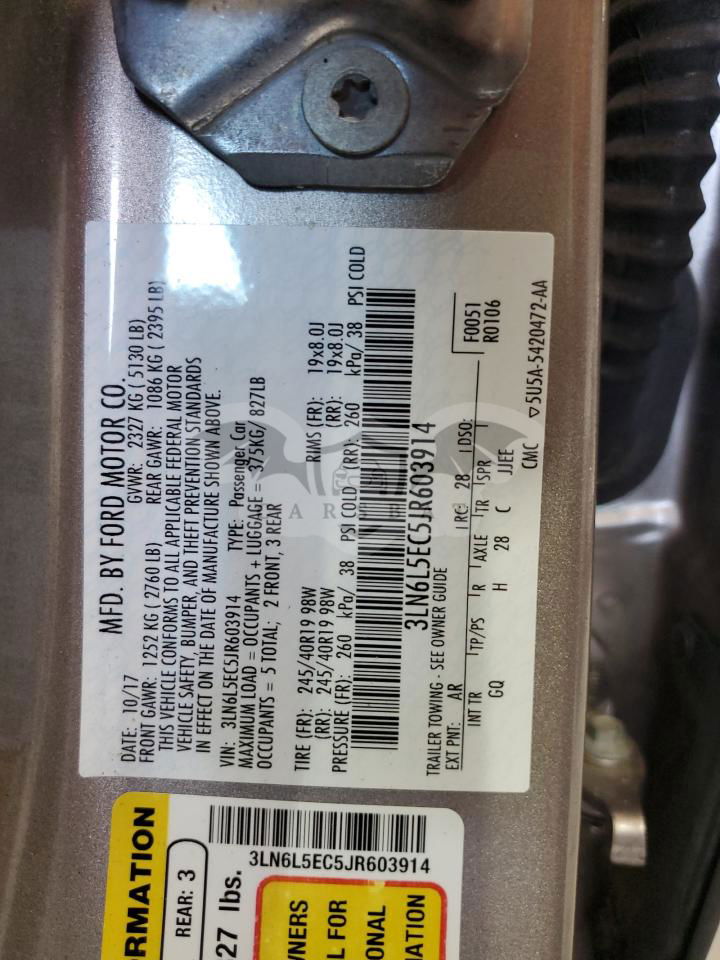 MFD. BY FORD MOTOR CO.
DATE: 10/17 GVWR: 2327 KG ( 5130 LB)
FRONT GAWR: 1252 KG ( 2760 LB) REAR GAWR: 1086 KG ( 2395 LB)
THIS VEHICLE CONFORMS TO ALL APPLICABLE FEDERAL MOTOR
VEHICLE SAFETY, BUMPER, AND THEFT PREVENTION STANDARDS
IN EFFECT ON THE DATE OF MANUFACTURE SHOWN ABOVE.
VIN: 3LN6L5EC5JR603914 TYPE: Passenger Car
MAXIMUM LOAD = OCCUPANTS + LUGGAGE = 375KG/ 827LB
OCCUPANTS = 5 TOTAL; 2 FRONT, 3 REAR
TIRE (FR): 245/40R19 98W RIMS (FR): 19x8.0J
(RR): 245/40R19 98W (RR): 19x8.0J
PRESSURE (FR): 260 kPa/ 38 PSI COLD (RR): 260 kPa/ 38 PSI COLD
3LN6L5EC5JR603914
TRAILER TOWING - SEE OWNER GUIDE F0051
EXT PNT: AR RC: 28 DSO: R0106
INT TR TP/PS R AXLE TR SPR
GQ H 28 C JJEE
CMC ▽5U5A-5420472-AA
RMATION
REAR: 3
27 lbs.
3LN6L5EC5JR603914
NERS
L FOR
ONAL
ATION